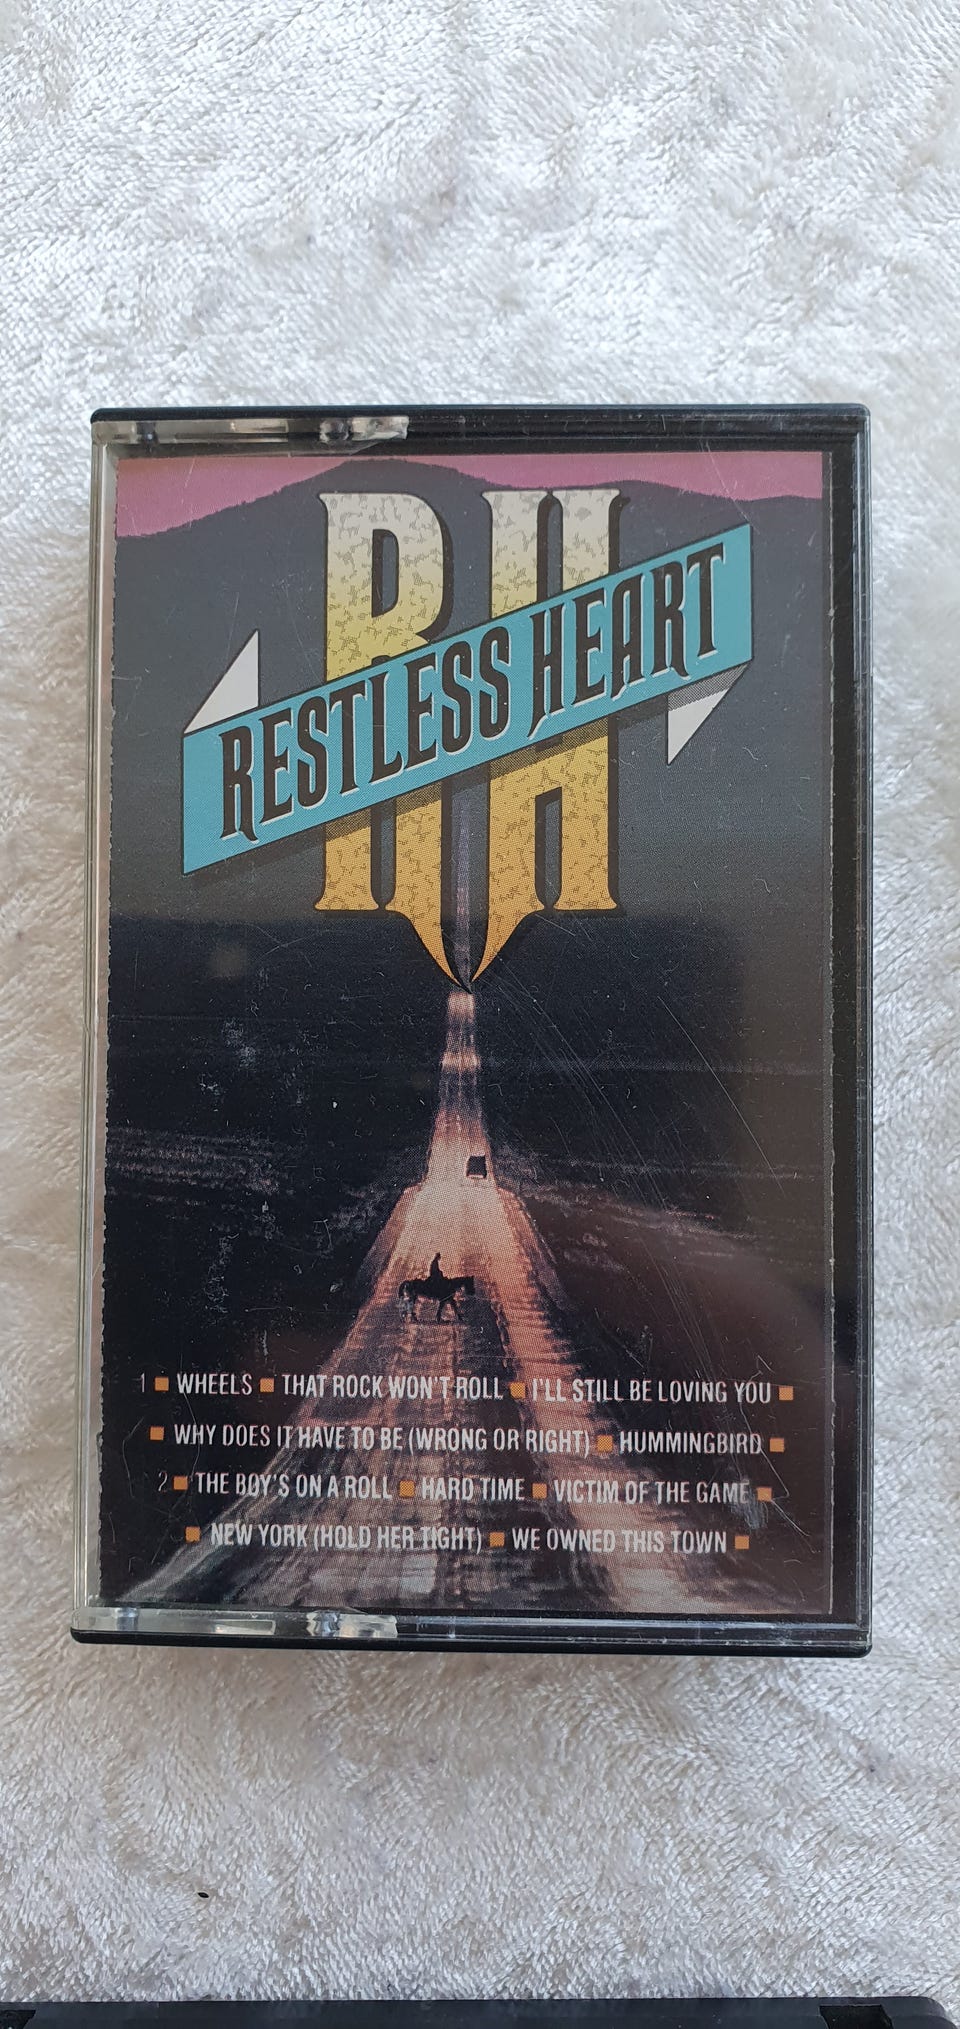 RH
RESTLESS HEART
1 ■ WHEELS ■ THAT ROCK WON'T ROLL ■ I'LL STILL BE LOVING YOU ■
■ WHY DOES IT HAVE TO BE (WRONG OR RIGHT) ■ HUMMINGBIRD ■
2 ■ THE BOY'S ON A ROLL ■ HARD TIME ■ VICTIM OF THE GAME ■
■ NEW YORK (HOLD HER TIGHT) ■ WE OWNED THIS TOWN ■